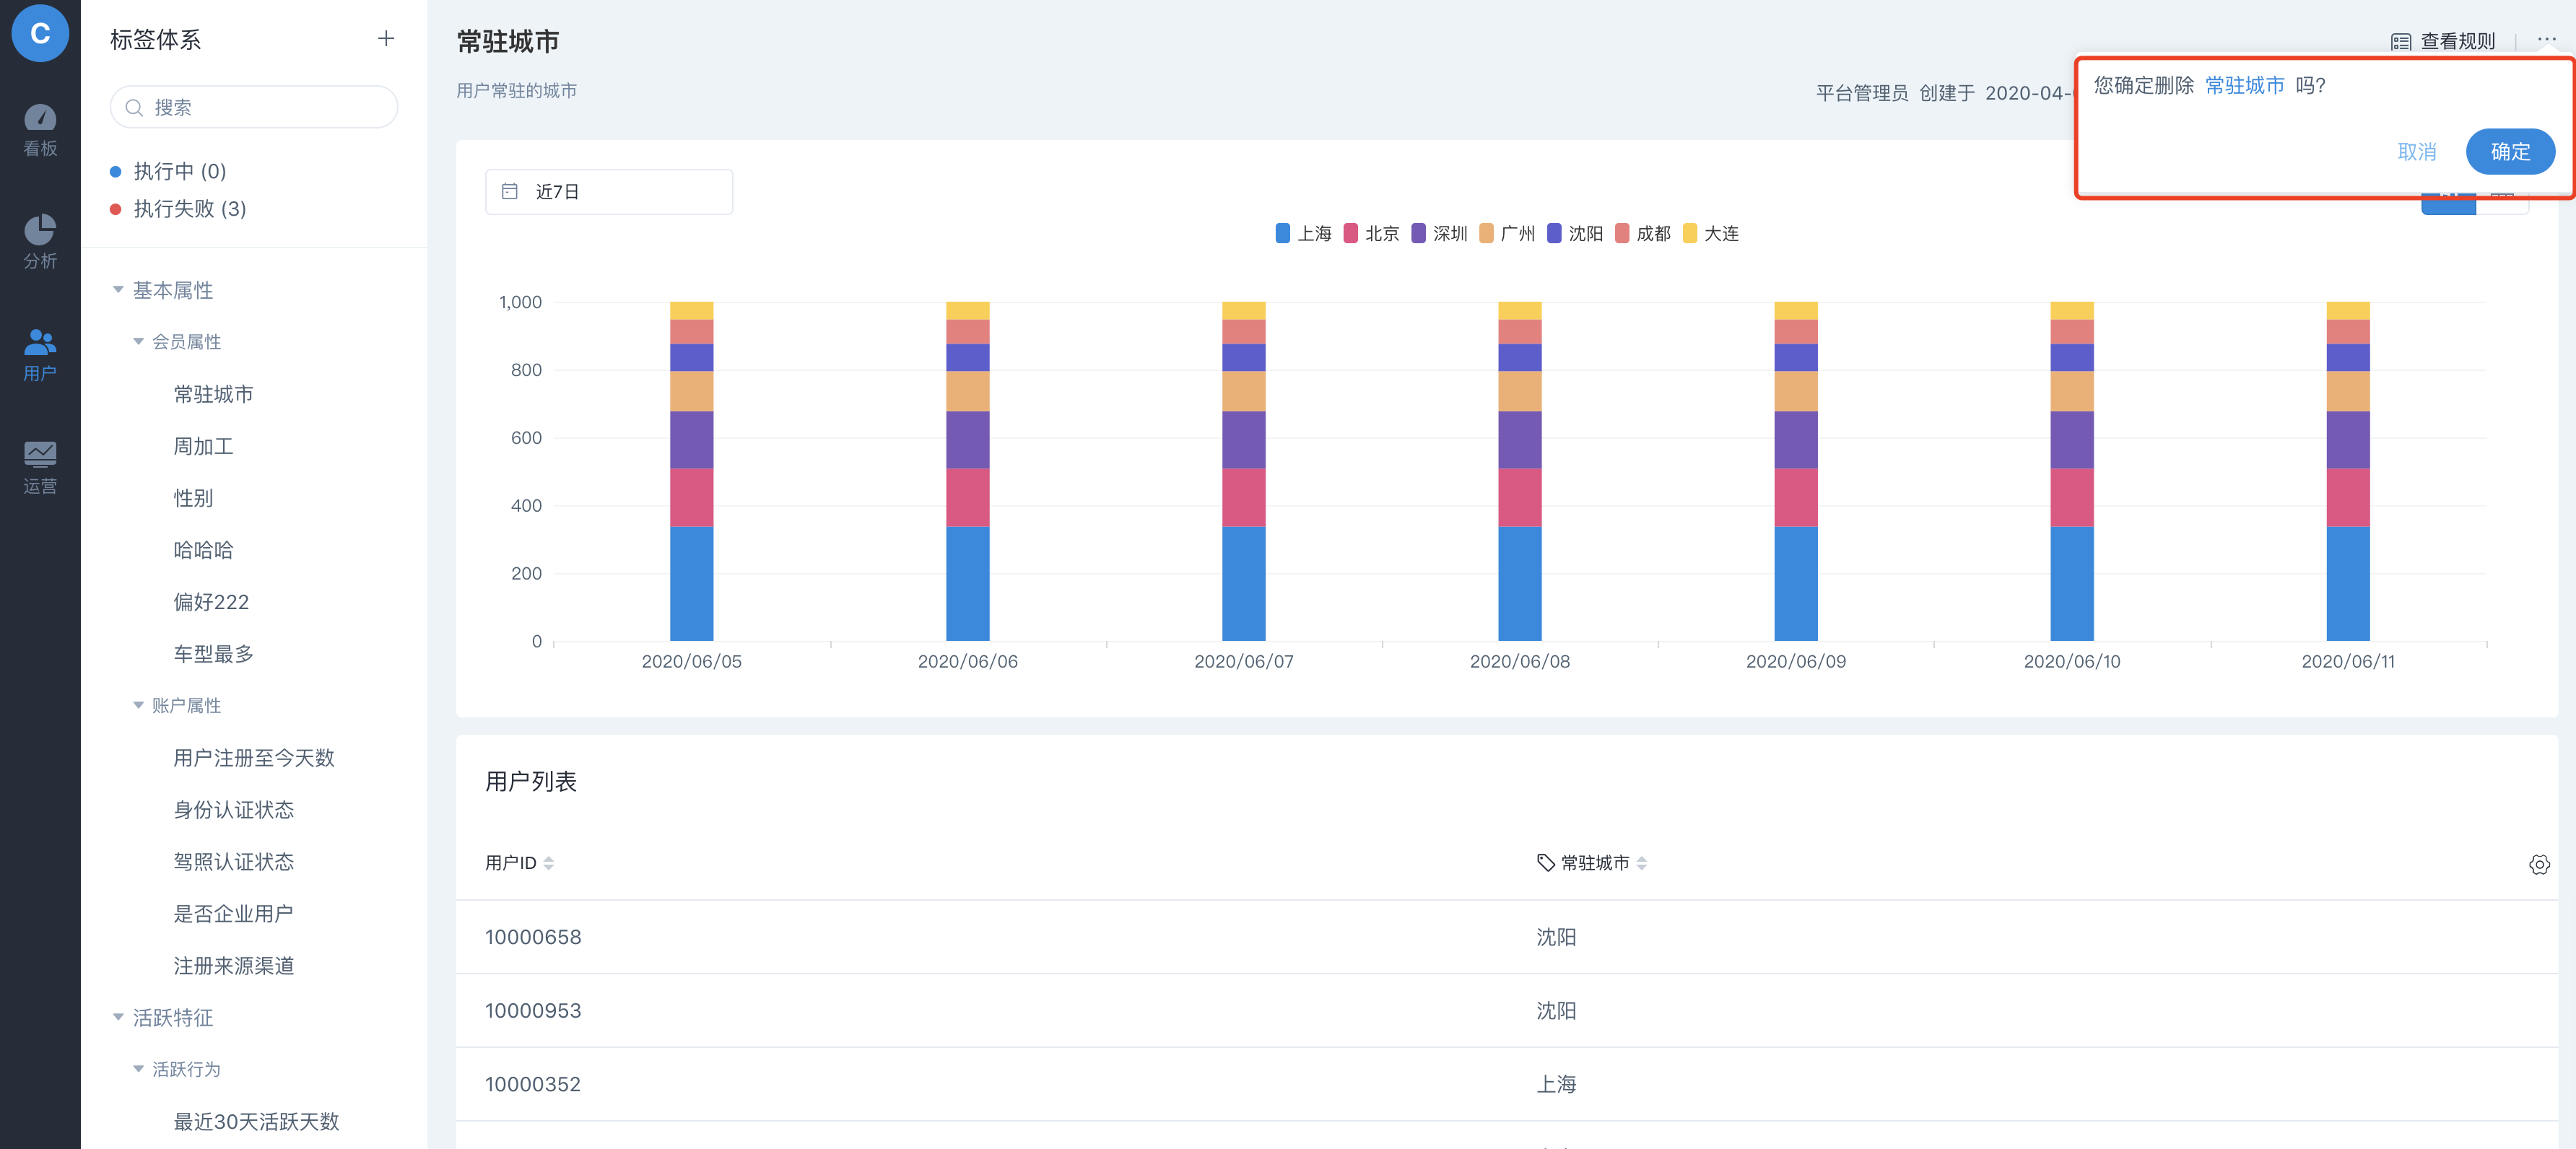 C
看板
分析
用户
运营
标签体系
搜索
执行中 (0)
执行失败 (3)
基本属性
会员属性
常驻城市
周加工
性别
哈哈哈
偏好222
车型最多
账户属性
用户注册至今天数
身份认证状态
驾照认证状态
是否企业用户
注册来源渠道
活跃特征
活跃行为
最近30天活跃天数
常驻城市
查看规则
用户常驻的城市
平台管理员 创建于 2020-04-
您确定删除 常驻城市 吗?
取消 确定
近7日
上海 北京 深圳 广州 沈阳 成都 大连
1,000
800
600
400
200
0
2020/06/05 2020/06/06 2020/06/07 2020/06/08 2020/06/09 2020/06/10 2020/06/11
用户列表
用户ID 常驻城市
10000658 沈阳
10000953 沈阳
10000352 上海